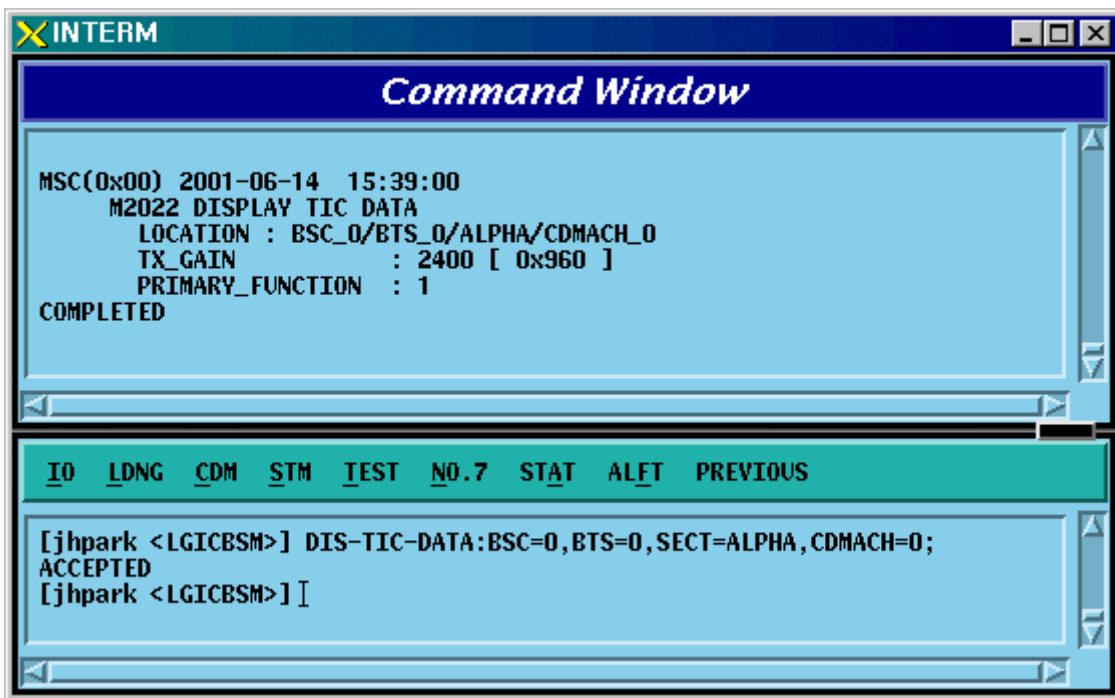 INTERM
Command Window
MSC(0x00) 2001-06-14 15:39:00
M2022 DISPLAY TIC DATA
LOCATION : BSC_0/BTS_0/ALPHA/CDMACH_0
TX_GAIN : 2400 [ 0x960 ]
PRIMARY_FUNCTION : 1
COMPLETED
IO LDNG CDM STM TEST NO.7 STAT ALFT PREVIOUS
[jhpark <LGICBSM>] DIS-TIC-DATA:BSC=0,BTS=0,SECT=ALPHA,CDMACH=0;
ACCEPTED
[jhpark <LGICBSM>]